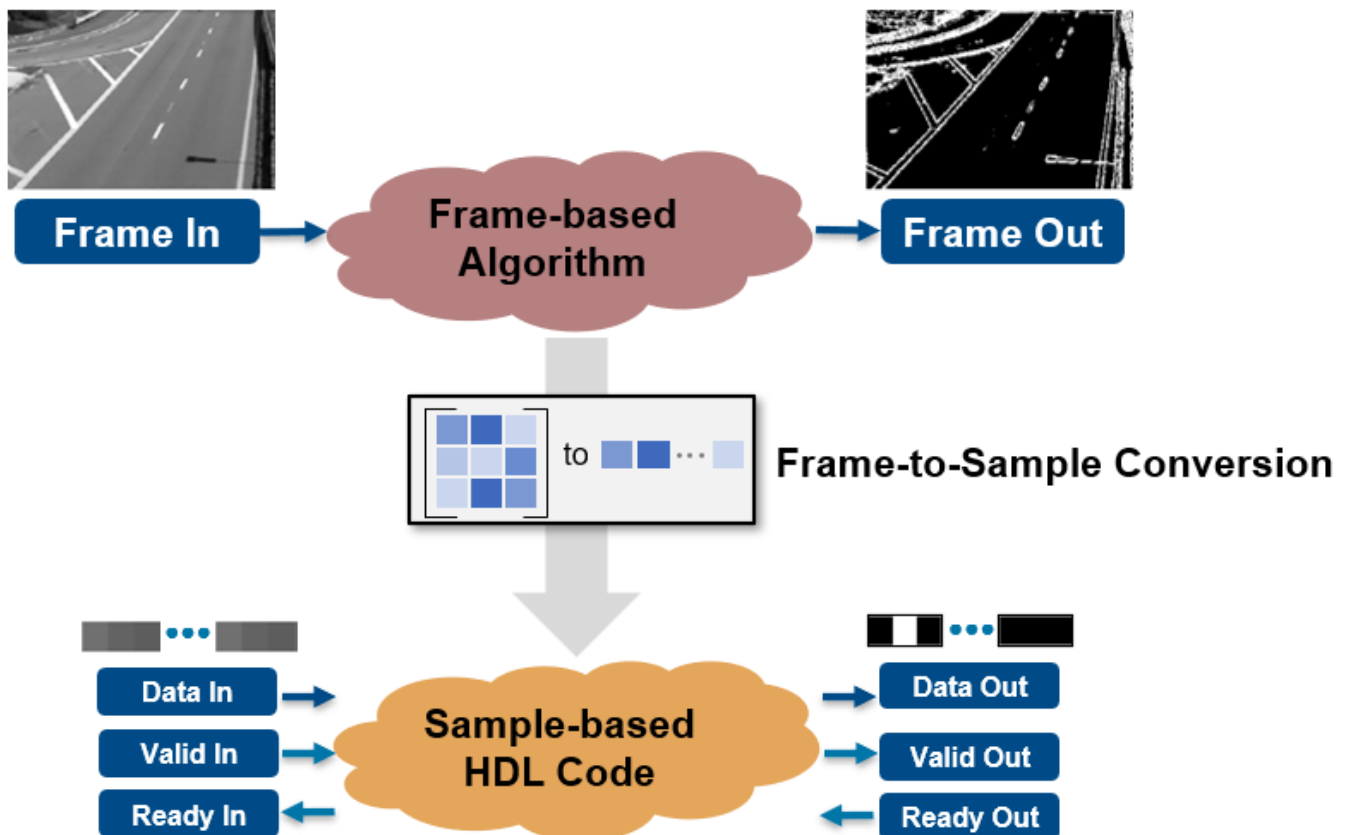 Frame In
Frame-based
Algorithm
Frame Out
to
Frame-to-Sample Conversion
Data In
Valid In
Ready In
Sample-based
HDL Code
Data Out
Valid Out
Ready Out